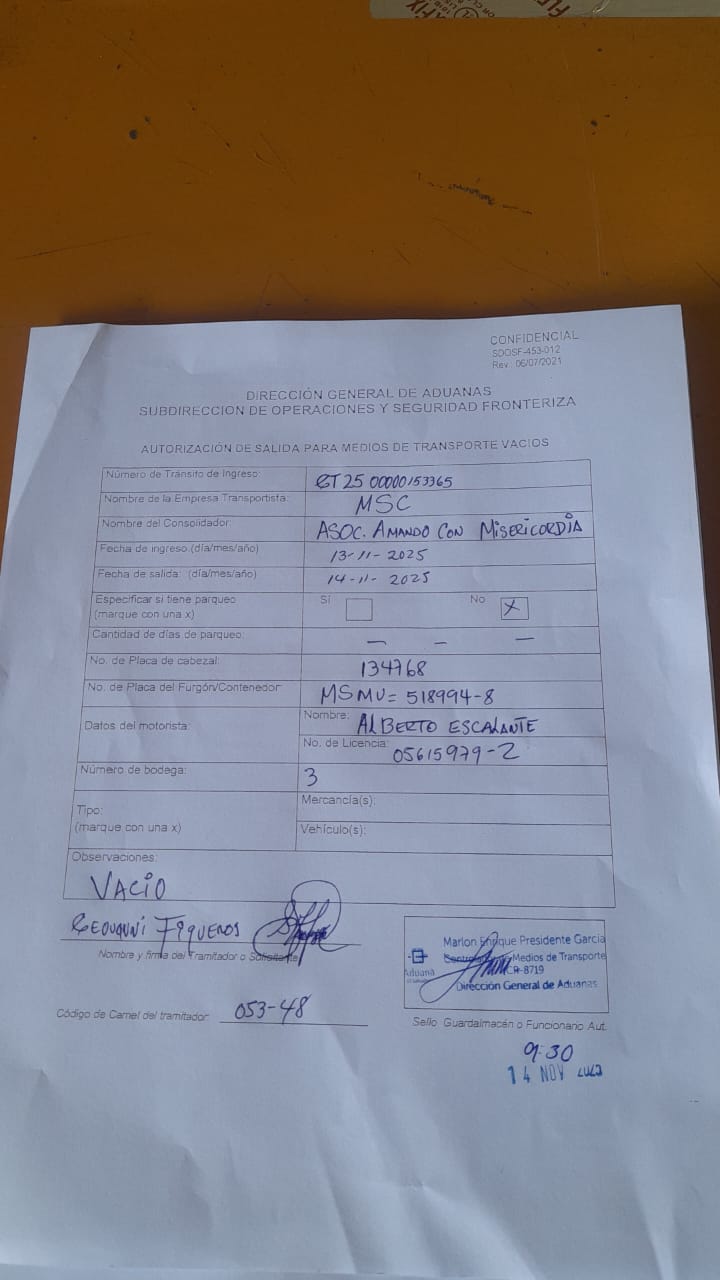 CONFIDENCIAL
SDOSF-453-012
Rev.: 06/07/2021
DIRECCIÓN GENERAL DE ADUANAS
SUBDIRECCION DE OPERACIONES Y SEGURIDAD FRONTERIZA
AUTORIZACIÓN DE SALIDA PARA MEDIOS DE TRANSPORTE VACIOS
Número de Tránsito de Ingreso: GT 25 00000153365
Nombre de la Empresa Transportista: MSC
Nombre del Consolidador: ASOC. AMANDO CON MISERICORDIA
Fecha de ingreso:(día/mes/año) 13-11-2025
Fecha de salida: (día/mes/año) 14-11-2025
Especificar si tiene parqueo Sí No X
(marque con una x)
Cantidad de días de parqueo: — — —
No. de Placa de cabezal: 134768
No. de Placa del Furgón/Contenedor: MSMU= 518994-8
Datos del motorista: Nombre: ALBERTO ESCALANTE
No. de Licencia: 05615979-2
Número de bodega: 3
Tipo: Mercancía(s):
(marque con una x) Vehículo(s):
Observaciones:
VACIO
Nombre y firma del Tramitador o Solicitante
Marlon Enrique Presidente García
Medios de Transporte
CR-8719
Aduana
Dirección General de Aduanas
Código de Carnet del tramitador: 053-48
Sello Guardalmacán o Funcionario Aut.
9:30
14 NOV